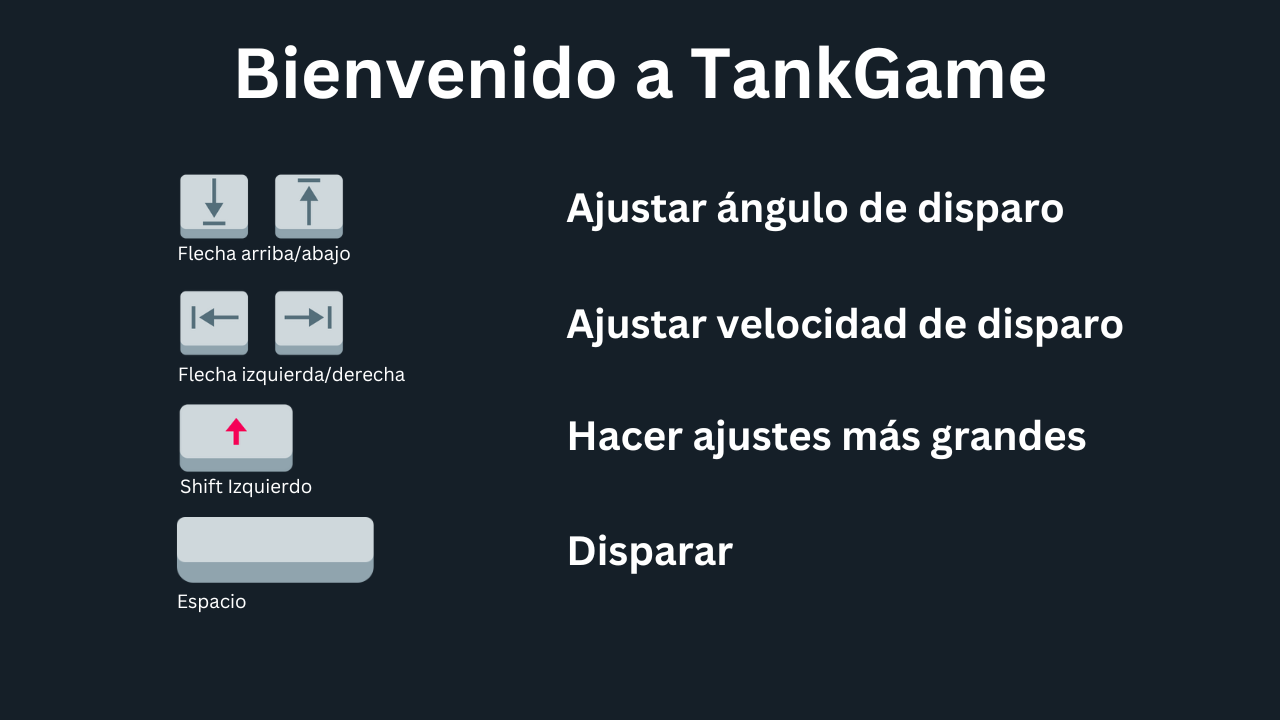 Bienvenido a TankGame
Flecha arriba/abajo
Ajustar ángulo de disparo
Flecha izquierda/derecha
Ajustar velocidad de disparo
Shift Izquierdo
Hacer ajustes más grandes
Espacio
Disparar